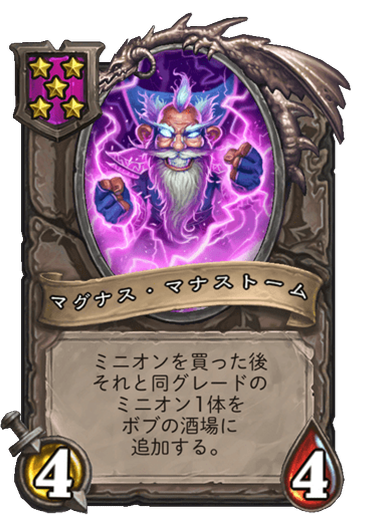 マグナス・マナストーム
ミニオンを買った後
それと同グレードの
ミニオン1体を
ボブの酒場に
追加する。
4
4